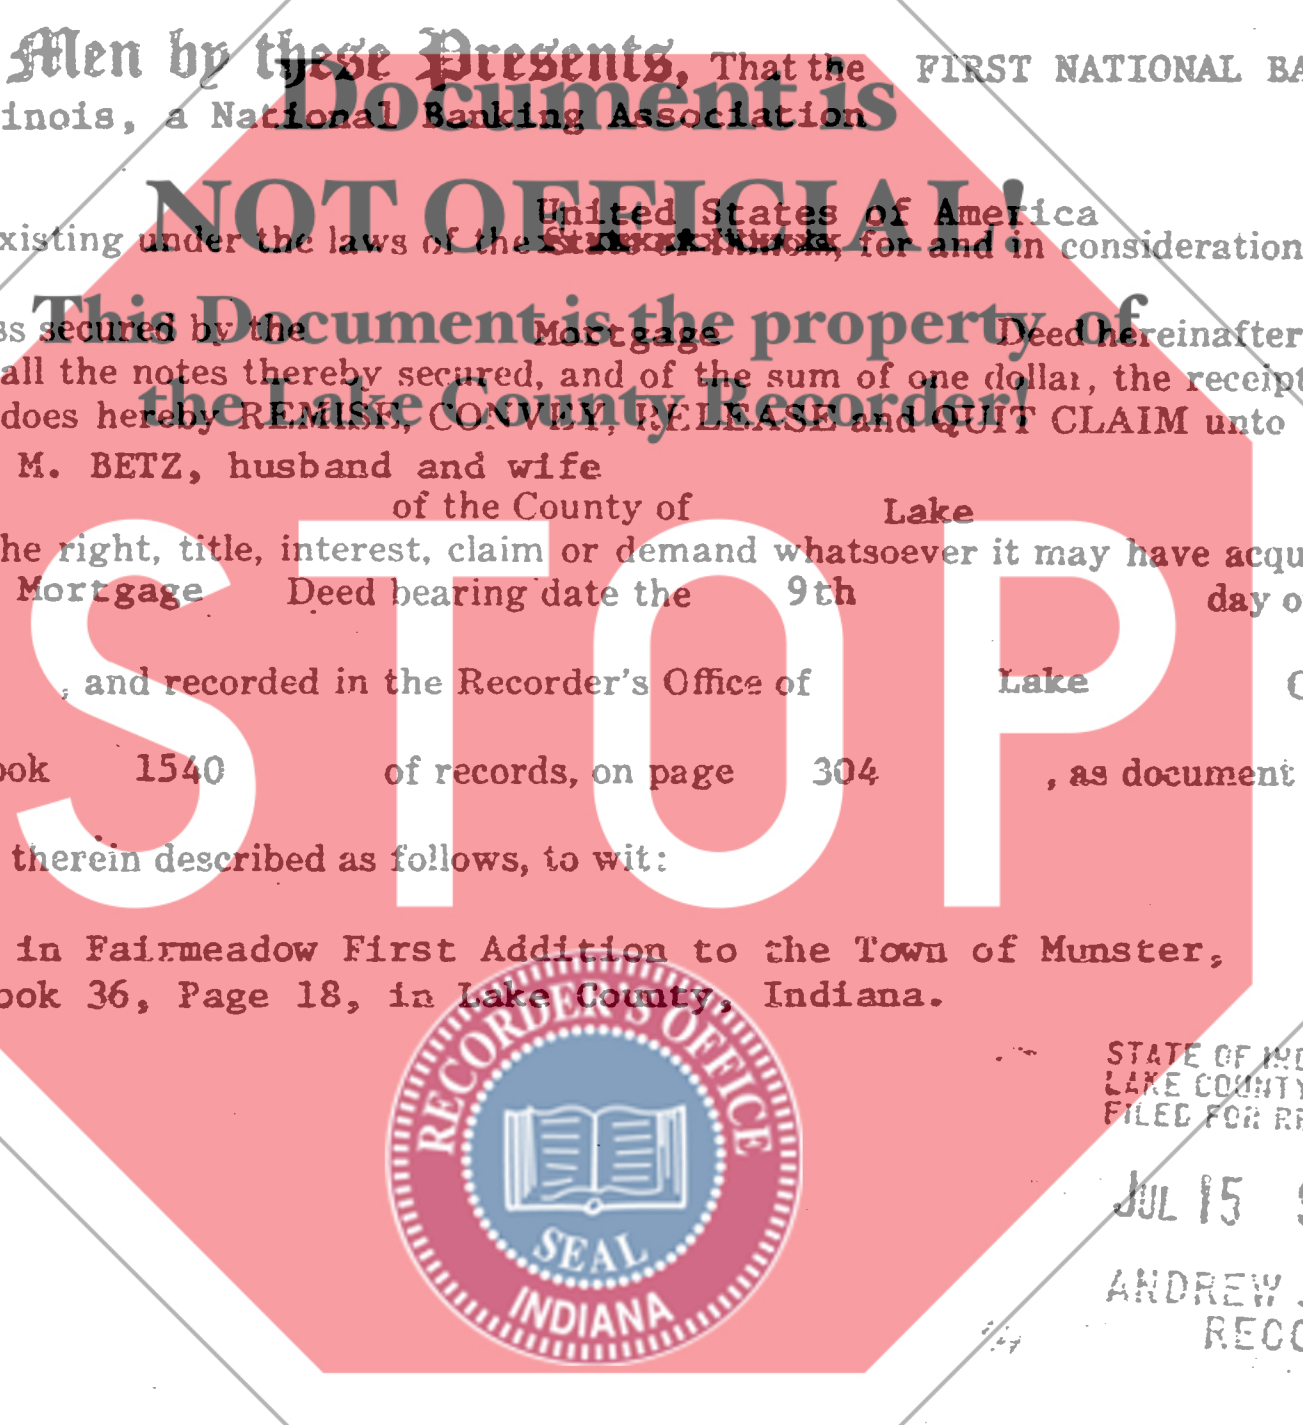 Men by these Presents, That the FIRST NATIONAL BA
inois, a National Banking Association
United States of America
xisting under the laws of the State of Illinois, for and in consideration
ss secured by the Mortgage Deed hereinafter
all the notes thereby secured, and of the sum of one dollar, the receipt
does hereby REMISE, CONVEY, RELEASE and QUIT CLAIM unto
M. BETZ, husband and wife
of the County of Lake
he right, title, interest, claim or demand whatsoever it may have acqu
Mortgage Deed bearing date the 9th day o
, and recorded in the Recorder's Office of Lake C
ook 1540 of records, on page 304 , as document
therein described as follows, to wit:
in Fairmeadow First Addition to the Town of Munster,
ook 36, Page 18, in Lake County, Indiana.
Document is
NOT OFFICIAL!
This Document is the property of
the Lake County Recorder!
STOP
RECORDER'S OFFICE
SEAL
INDIANA
STATE OF IND
LAKE COUNTY
FILED FOR RE
JUL 15
ANDREW
RECO